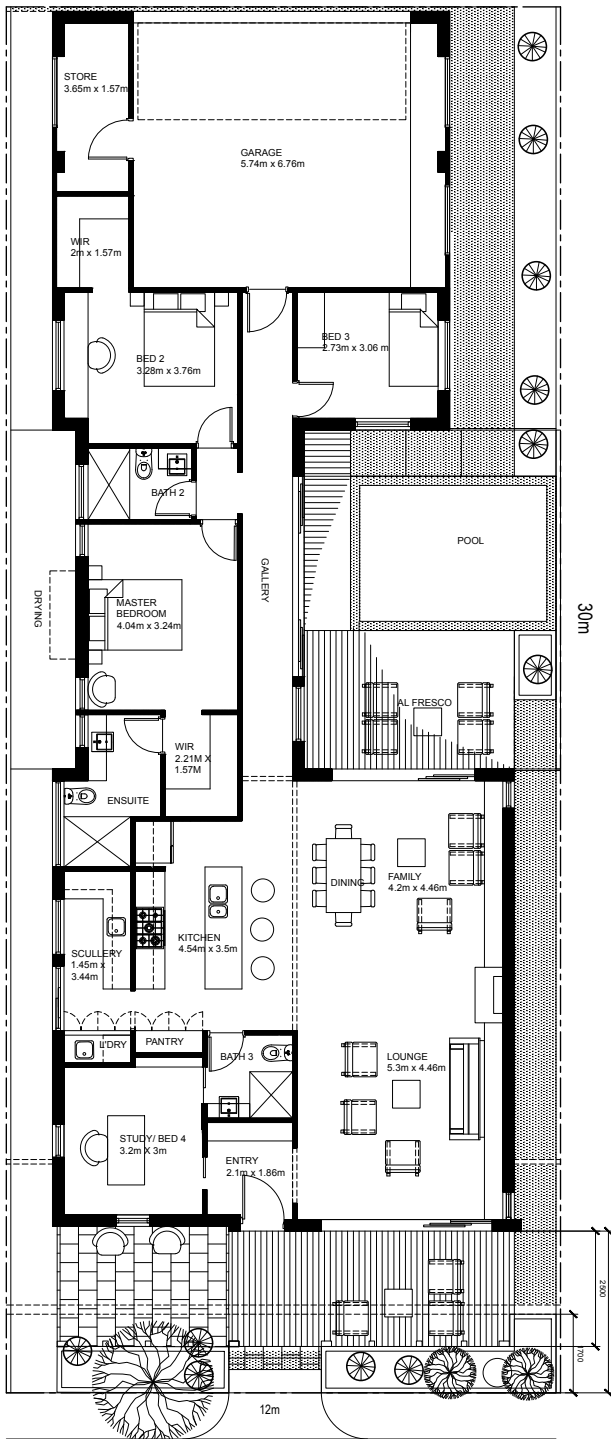 STORE
3.65m x 1.57m
GARAGE
5.74m x 6.76m
WIR
2m x 1.57m
BED 2
3.28m x 3.76m
BED 3
2.73m x 3.06 m
BATH 2
POOL
GALLERY
MASTER
BEDROOM
4.04m x 3.24m
DRYING
30m
AL FRESCO
WIR
2.21M X
1.57M
ENSUITE
DINING
FAMILY
4.2m x 4.46m
KITCHEN
4.54m x 3.5m
SCULLERY
1.45m x
3.44m
L'DRY
PANTRY
BATH 3
LOUNGE
5.3m x 4.46m
STUDY/ BED 4
3.2m X 3m
ENTRY
2.1m x 1.86m
2500
1700
12m